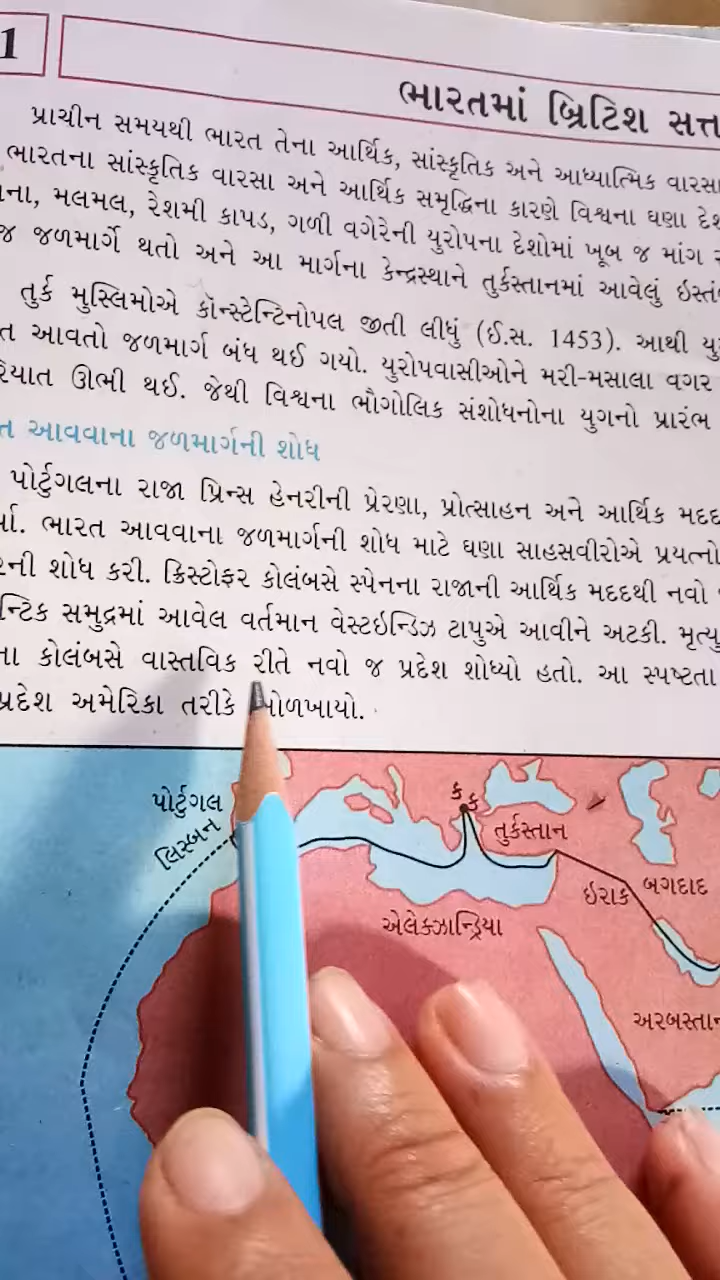 1
ભારતમાં બ્રિટિશ સત્ત
પ્રાચીન સમયથી ભારત તેના આર્થિક, સાંસ્કૃતિક અને આધ્યાત્મિક વારસા
ભારતના સાંસ્કૃતિક વારસા અને આર્થિક સમૃદ્ધિના કારણે વિશ્વના ઘણા દેશ
મલમલ, રેશમી કાપડ, ગળી વગેરેની યુરોપના દેશોમાં ખૂબ જ માંગ
જ જળમાર્ગે થતો અને આ માર્ગના કેન્દ્રસ્થાને તુર્કસ્તાનમાં આવેલું ઇસ્તં
તુર્ક મુસ્લિમોએ કૉન્સ્ટેન્ટિનોપલ જીતી લીધું (ઈ.સ. 1453). આથી યુ
ત આવતો જળમાર્ગ બંધ થઈ ગયો. યુરોપવાસીઓને મરી-મસાલા વગર
રિયાત ઊભી થઈ. જેથી વિશ્વના ભૌગોલિક સંશોધનોના યુગનો પ્રારંભ
ત આવવાના જળમાર્ગની શોધ
પોર્ટુગલના રાજા પ્રિન્સ હેનરીની પ્રેરણા, પ્રોત્સાહન અને આર્થિક મદદ
ર્યા. ભારત આવવાના જળમાર્ગની શોધ માટે ઘણા સાહસવીરોએ પ્રયત્નો
રની શોધ કરી. ક્રિસ્ટોફર કોલંબસે સ્પેનના રાજાની આર્થિક મદદથી નવો
ન્ટિક સમુદ્રમાં આવેલ વર્તમાન વેસ્ટઇન્ડિઝ ટાપુએ આવીને અટકી. મૃત્યુ
ના કોલંબસે વાસ્તવિક રીતે નવો જ પ્રદેશ શોધ્યો હતો. આ સ્પષ્ટતા
પ્રદેશ અમેરિકા તરીકે ઓળખાયો.
પોર્ટુગલ
લિસ્બન
ક
ક
તુર્કસ્તાન
ઇરાક
બગદાદ
એલેક્ઝાન્ડ્રિયા
અરબસ્તાન